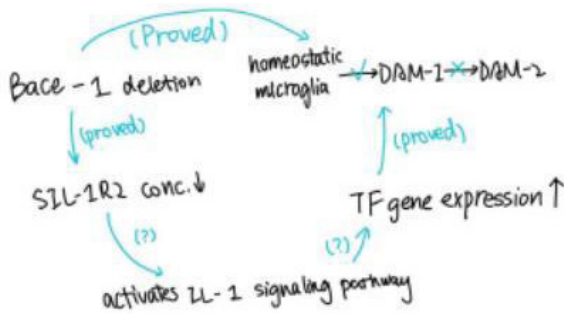 (Proved)
Bace-1 deletion
homeostatic
microglia → DAM-1 → DAM-2
(proved)
(proved)
SIL-1R2 conc.↓
TF gene expression ↑
(?)
(?)
activates IL-1 signaling pathway